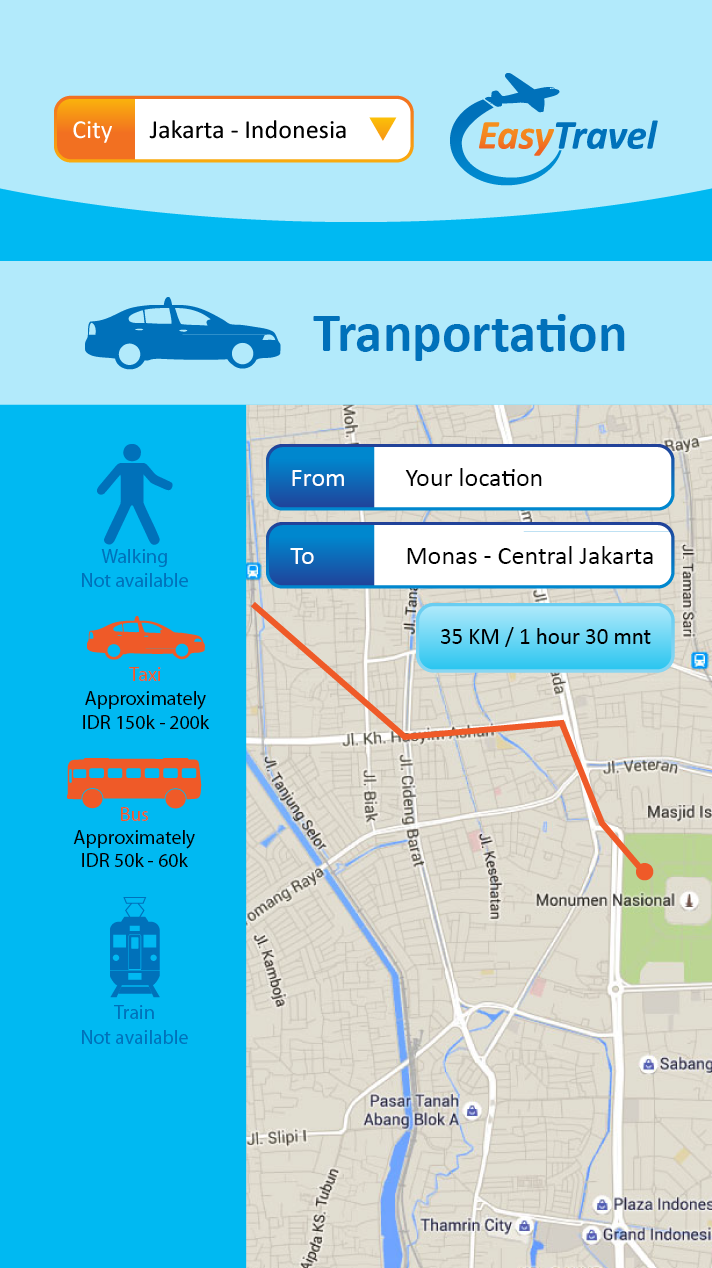 City
Jakarta - Indonesia
EasyTravel
Tranportation
Walking
Not available
Taxi
Approximately
IDR 150k - 200k
Bus
Approximately
IDR 50k - 60k
Train
Not available
Moh.
Raya
From
Your location
To
Monas - Central Jakarta
35 KM / 1 hour 30 mnt
Jl. Tana
Jl. Taman Sari
Jl. Kh. Hasyim Ashari
Jl. Veteran
Jl. Tanjung Selor
Jl. Biak
Jl. Cideng Barat
Jl. Kesehatan
Masjid Is
Monumen Nasional
omang Raya
Jl. Kamboja
Sabang
Pasar Tanah
Abang Blok A
Jl. Slipi I
Aipda KS. Tubun
Thamrin City
Plaza Indones
Grand Indonesi